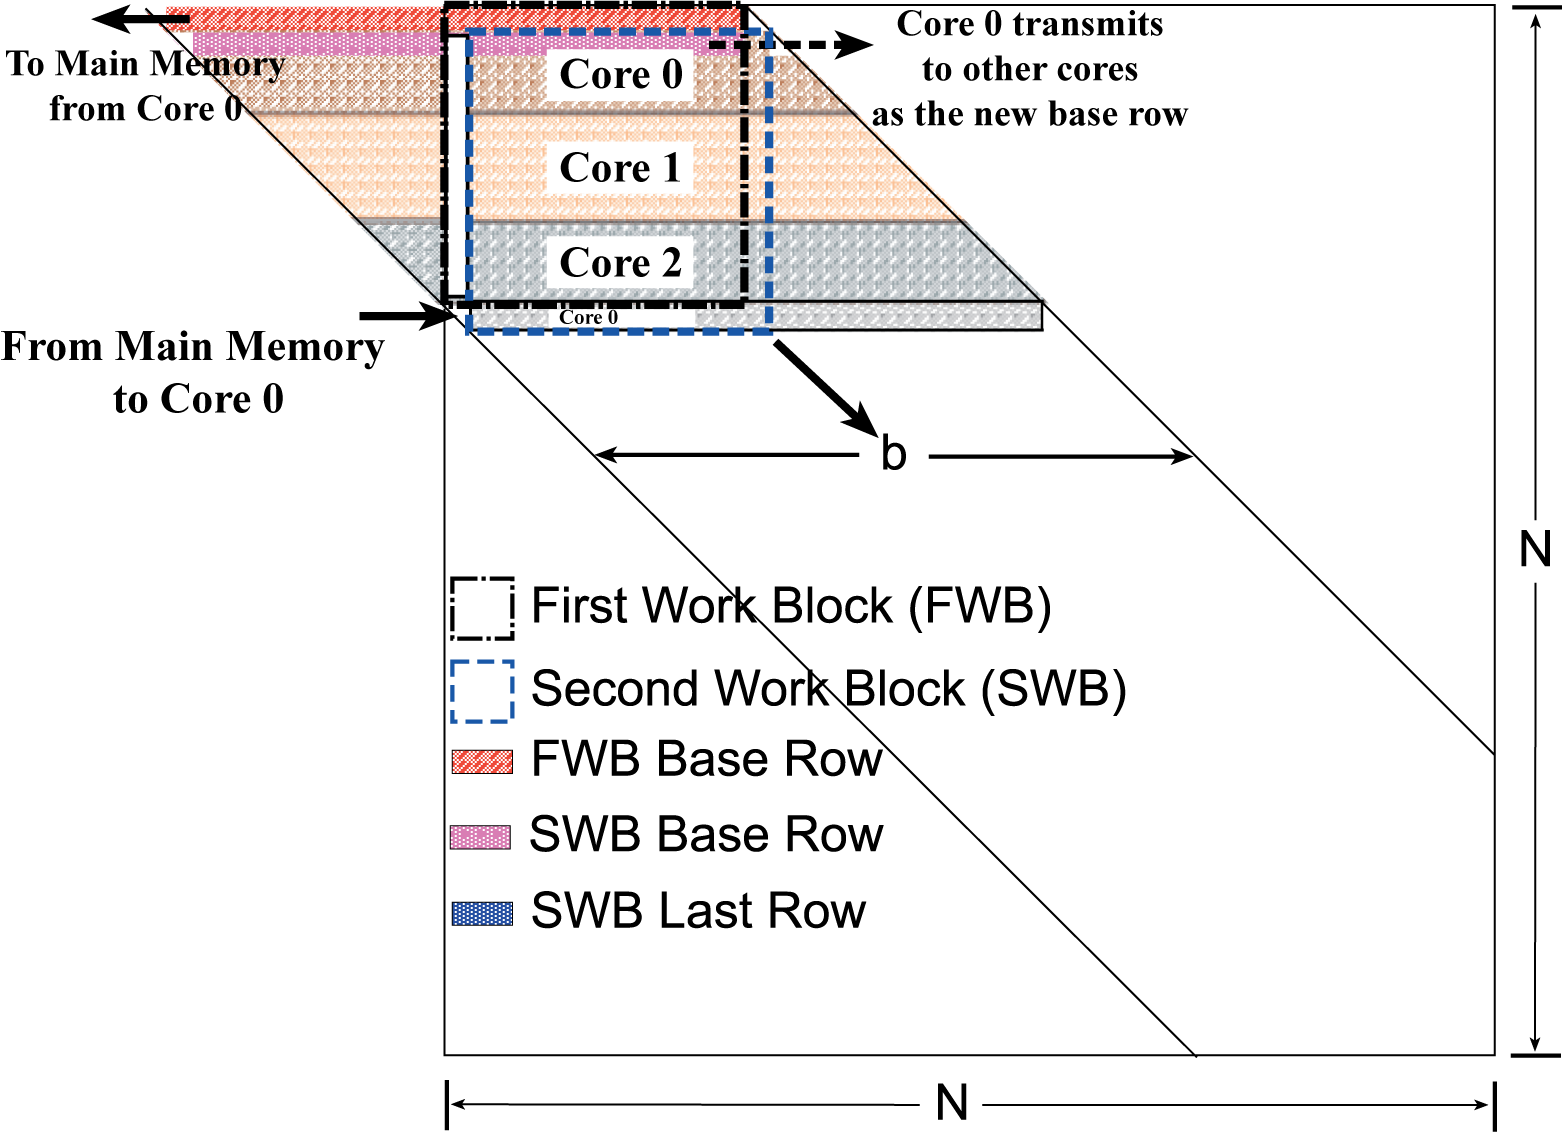 To Main Memory
from Core 0
Core 0 transmits
to other cores
as the new base row
Core 0
Core 1
Core 2
Core 0
From Main Memory
to Core 0
b
N
First Work Block (FWB)
Second Work Block (SWB)
FWB Base Row
SWB Base Row
SWB Last Row
N